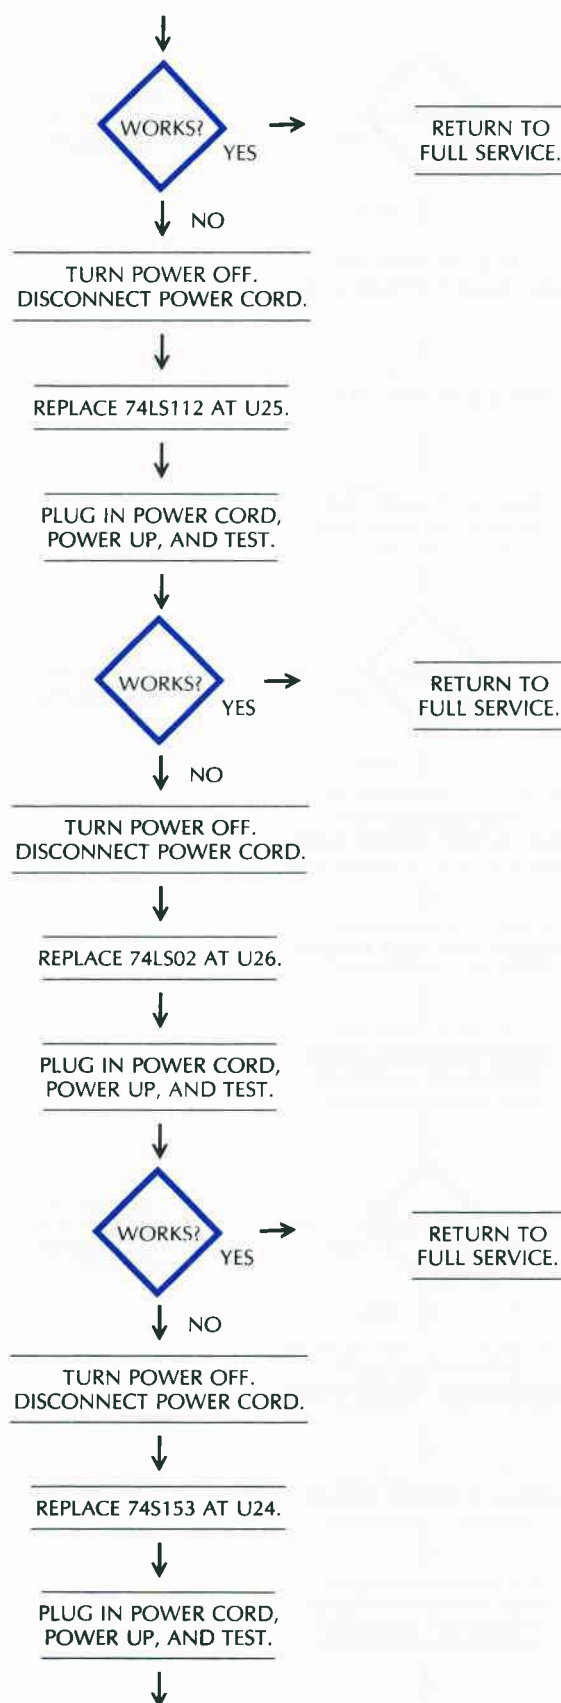 WORKS?
YES
RETURN TO
FULL SERVICE.
NO
TURN POWER OFF.
DISCONNECT POWER CORD.
REPLACE 74LS112 AT U25.
PLUG IN POWER CORD,
POWER UP, AND TEST.
WORKS?
YES
RETURN TO
FULL SERVICE.
NO
TURN POWER OFF.
DISCONNECT POWER CORD.
REPLACE 74LS02 AT U26.
PLUG IN POWER CORD,
POWER UP, AND TEST.
WORKS?
YES
RETURN TO
FULL SERVICE.
NO
TURN POWER OFF.
DISCONNECT POWER CORD.
REPLACE 74S153 AT U24.
PLUG IN POWER CORD,
POWER UP, AND TEST.